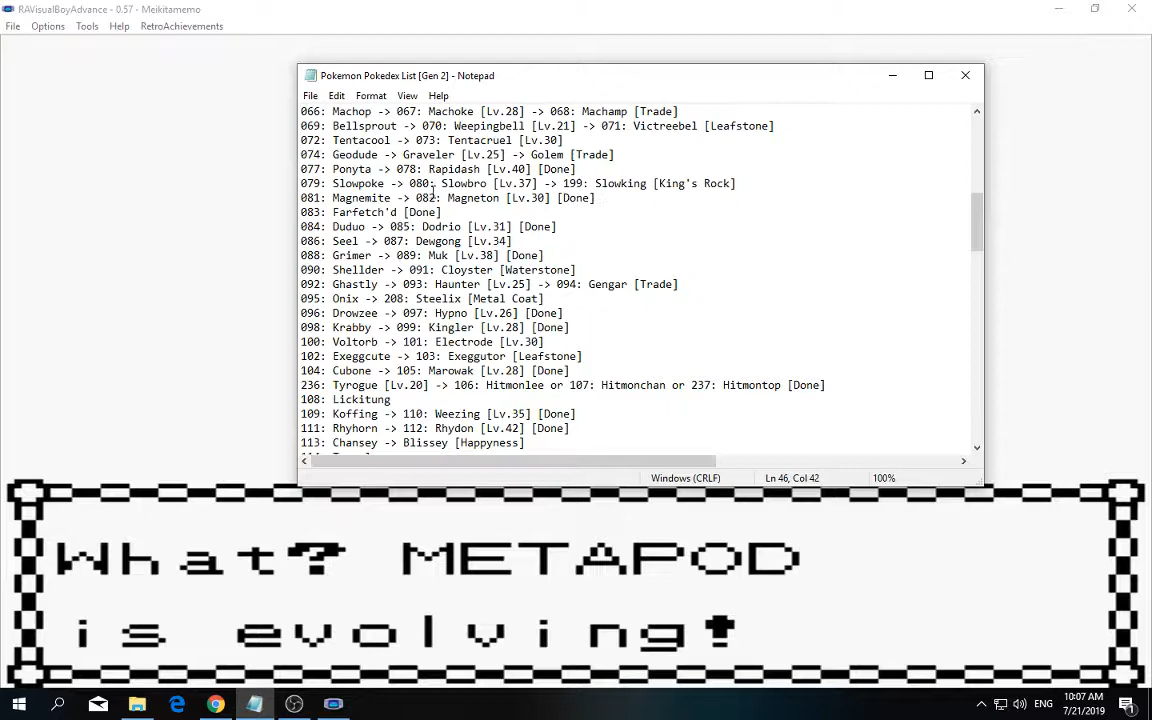 RAVisualBoyAdvance - 0.57 - Meikitamemo
File Options Tools Help RetroAchievements
Pokemon Pokedex List [Gen 2] - Notepad
File Edit Format View Help
066: Machop -> 067: Machoke [Lv.28] -> 068: Machamp [Trade]
069: Bellsprout -> 070: Weepingbell [Lv.21] -> 071: Victreebel [Leafstone]
072: Tentacool -> 073: Tentacruel [Lv.30]
074: Geodude -> Graveler [Lv.25] -> Golem [Trade]
077: Ponyta -> 078: Rapidash [Lv.40] [Done]
079: Slowpoke -> 080: Slowbro [Lv.37] -> 199: Slowking [King's Rock]
081: Magnemite -> 082: Magneton [Lv.30] [Done]
083: Farfetch'd [Done]
084: Duduo -> 085: Dodrio [Lv.31] [Done]
086: Seel -> 087: Dewgong [Lv.34]
088: Grimer -> 089: Muk [Lv.38] [Done]
090: Shellder -> 091: Cloyster [Waterstone]
092: Ghastly -> 093: Haunter [Lv.25] -> 094: Gengar [Trade]
095: Onix -> 208: Steelix [Metal Coat]
096: Drowzee -> 097: Hypno [Lv.26] [Done]
098: Krabby -> 099: Kingler [Lv.28] [Done]
100: Voltorb -> 101: Electrode [Lv.30]
102: Exeggcute -> 103: Exeggutor [Leafstone]
104: Cubone -> 105: Marowak [Lv.28] [Done]
236: Tyrogue [Lv.20] -> 106: Hitmonlee or 107: Hitmonchan or 237: Hitmontop [Done]
108: Lickitung
109: Koffing -> 110: Weezing [Lv.35] [Done]
111: Rhyhorn -> 112: Rhydon [Lv.42] [Done]
113: Chansey -> Blissey [Happyness]
Windows (CRLF) Ln 46, Col 42 100%
What? METAPOD
is evolving!
ENG
10:07 AM
7/21/2019
1